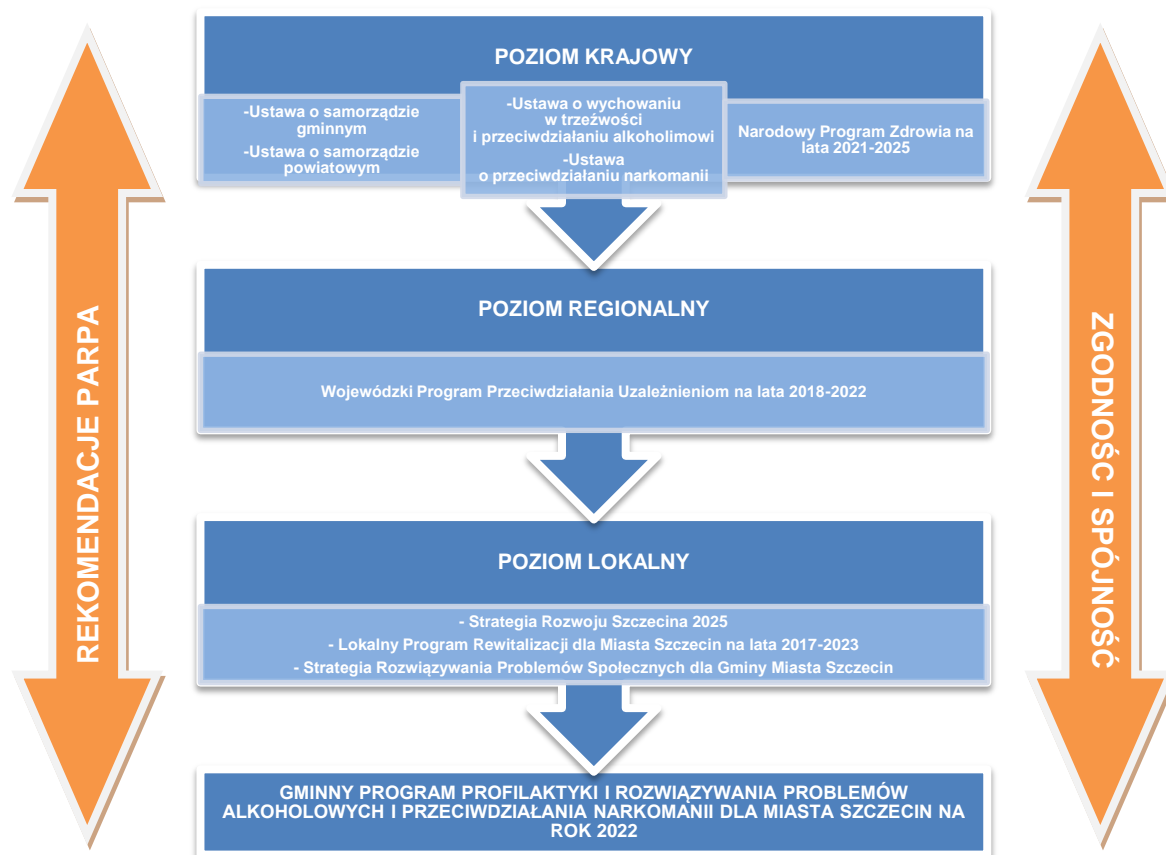 POZIOM KRAJOWY
-Ustawa o samorządzie
gminnym
-Ustawa o samorządzie
powiatowym
-Ustawa o wychowaniu
w trzeźwości
i przeciwdziałaniu alkoholimowi
-Ustawa
o przeciwdziałaniu narkomanii
Narodowy Program Zdrowia na
lata 2021-2025
POZIOM REGIONALNY
Wojewódzki Program Przeciwdziałania Uzależnieniom na lata 2018-2022
POZIOM LOKALNY
- Strategia Rozwoju Szczecina 2025
- Lokalny Program Rewitalizacji dla Miasta Szczecin na lata 2017-2023
- Strategia Rozwiązywania Problemów Społecznych dla Gminy Miasta Szczecin
GMINNY PROGRAM PROFILAKTYKI I ROZWIĄZYWANIA PROBLEMÓW
ALKOHOLOWYCH I PRZECIWDZIAŁANIA NARKOMANII DLA MIASTA SZCZECIN NA
ROK 2022
REKOMENDACJE PARPA
ZGODNOŚC I SPÓJNOŚĆ